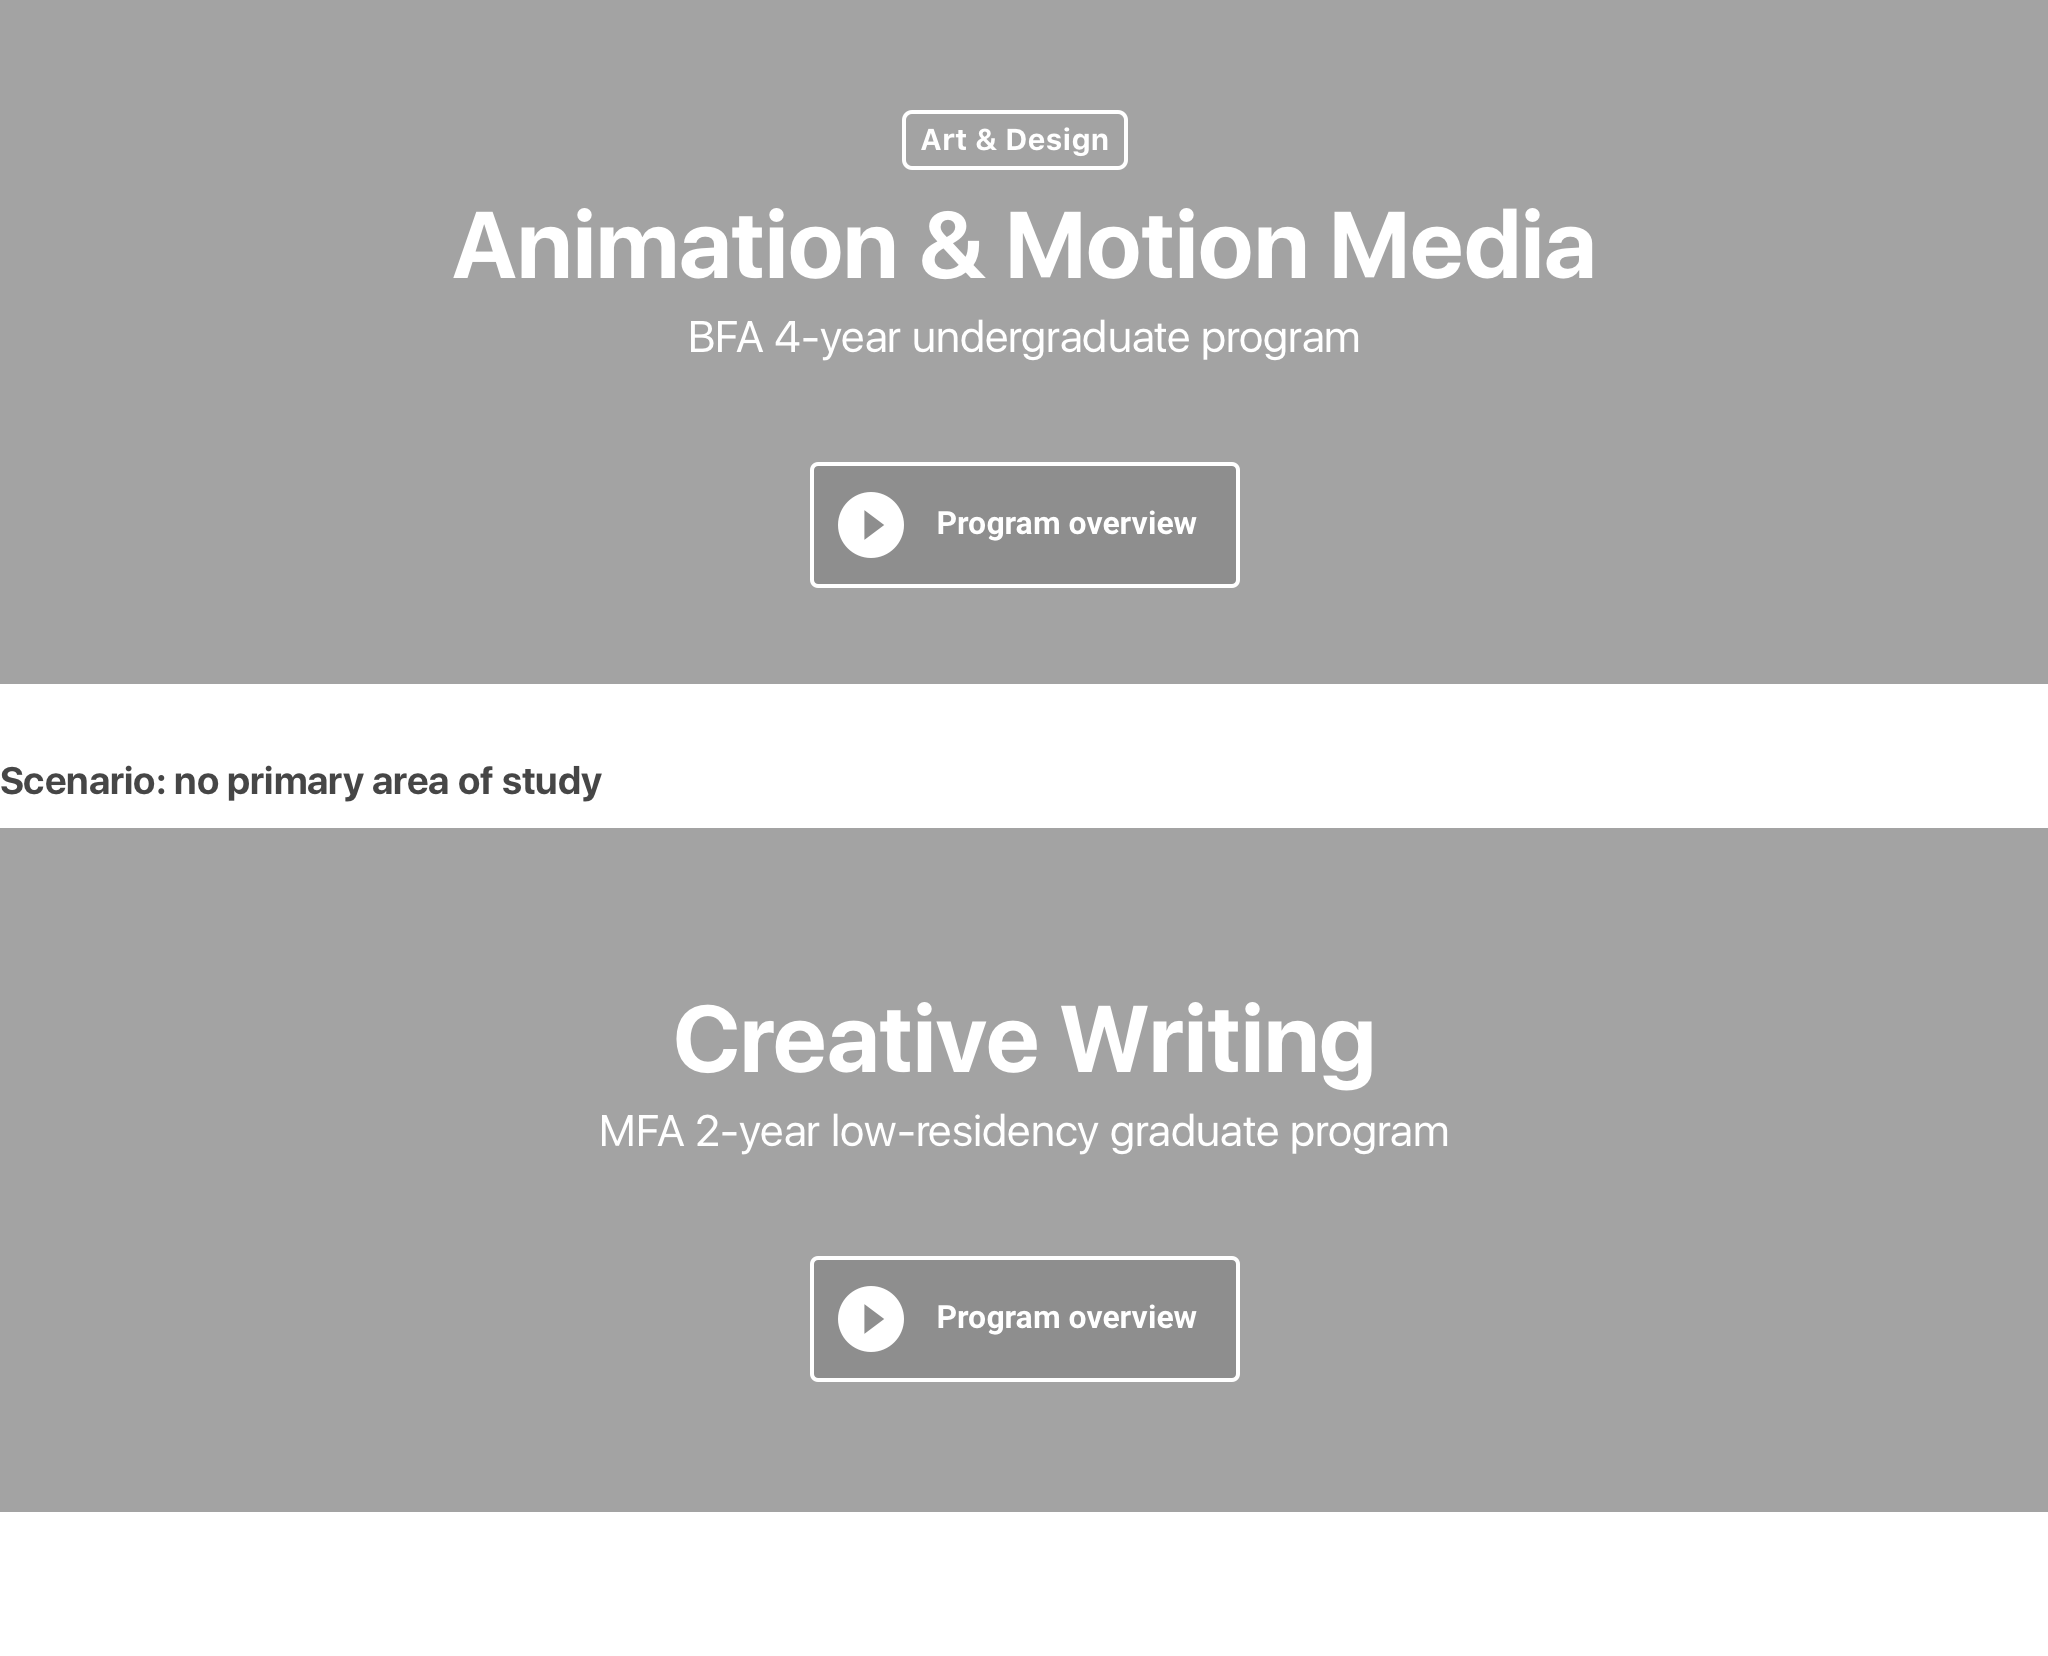 Art & Design
Animation & Motion Media
BFA 4-year undergraduate program
Program overview
Scenario: no primary area of study
Creative Writing
MFA 2-year low-residency graduate program
Program overview